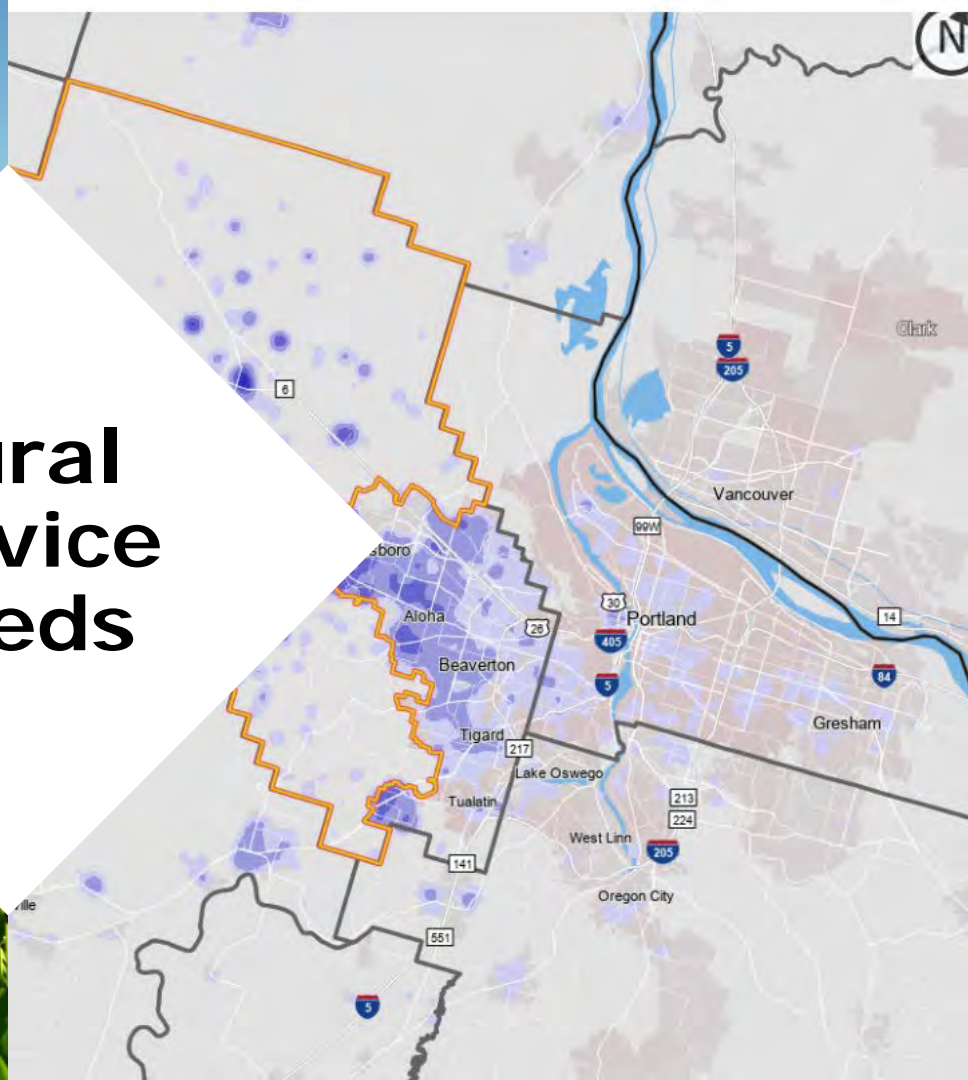 N
Clark
5
205
6
ural
vice
eds
Vancouver
99W
sboro
30
Portland
14
Aloha
26
405
Beaverton
5
84
Gresham
Tigard
217
Lake Oswego
213
Tualatin
224
West Linn
205
141
Oregon City
ville
551
5